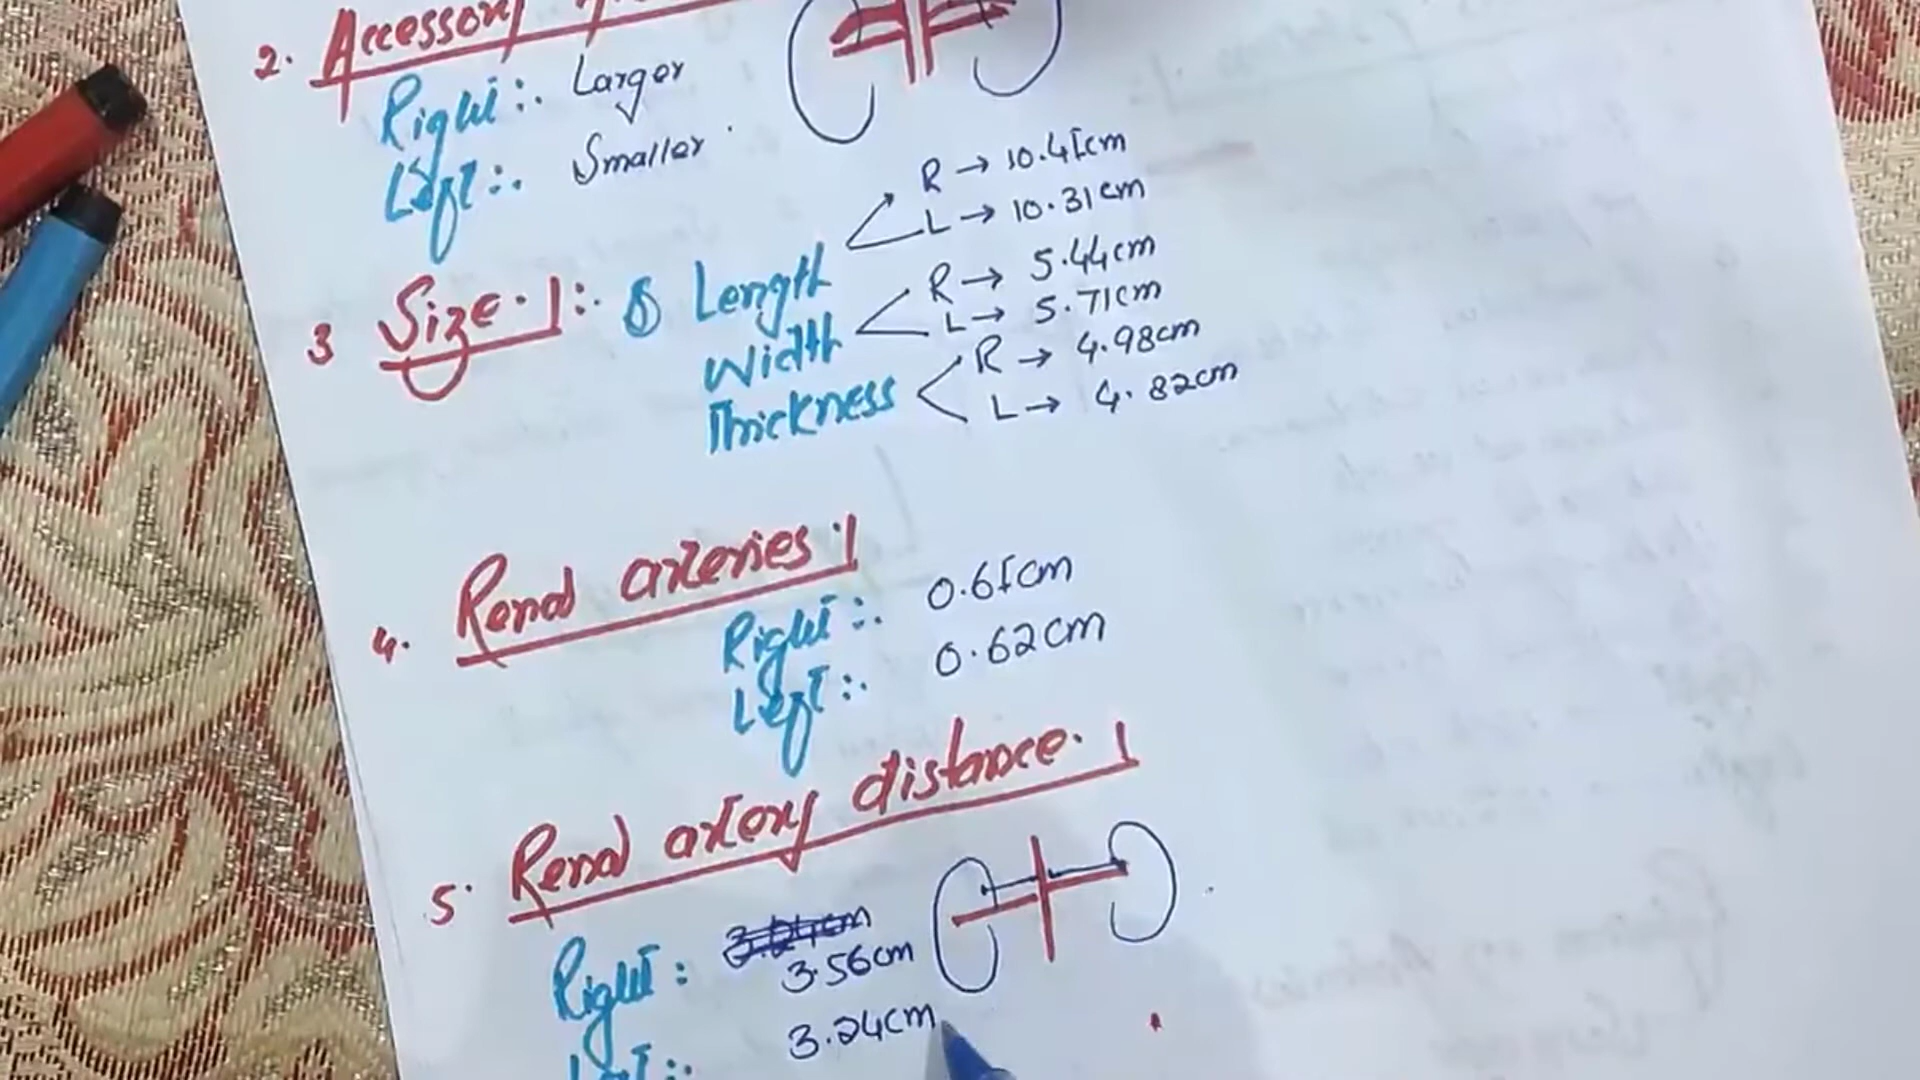 2. Accessory
Right :. Larger
Left :. Smaller
3 Size :. Length
R → 10.41cm
L → 10.31cm
Width
R → 5.44cm
L → 5.71cm
Thickness
R → 4.98cm
L → 4.82cm
4. Renal arteries :
Right :. 0.61cm
Left :. 0.62cm
5. Renal artery distance.
Right : 3.56cm
Left :. 3.24cm